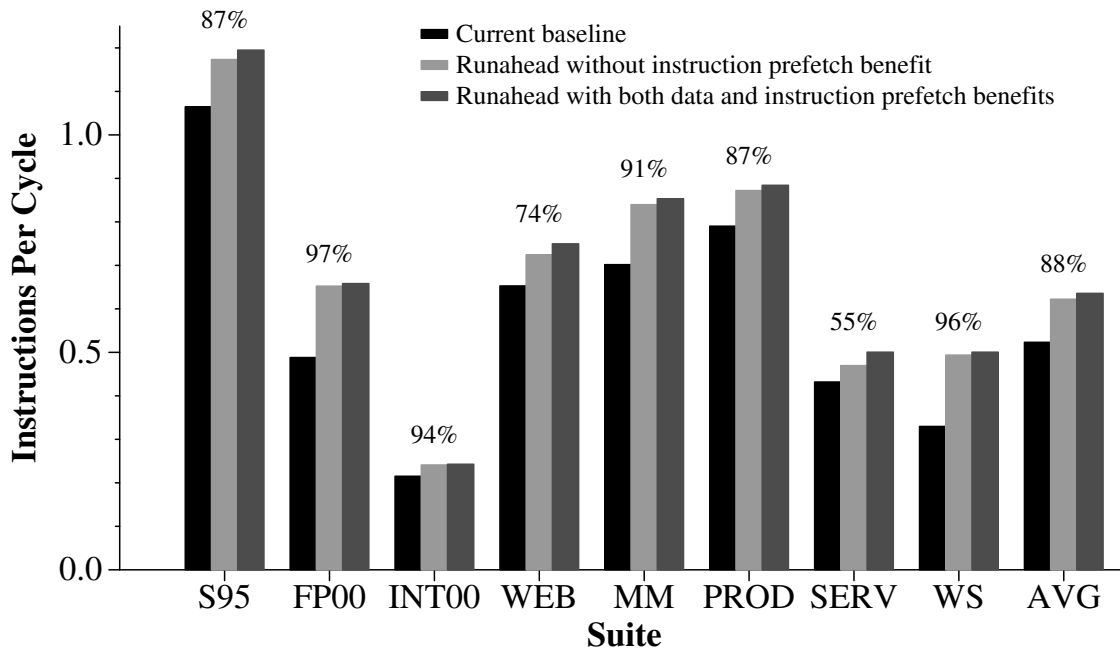 87%
Current baseline
Runahead without instruction prefetch benefit
Runahead with both data and instruction prefetch benefits
Instructions Per Cycle
1.0
0.5
0.0
97%
94%
74%
91%
87%
55%
96%
88%
S95 FP00 INT00 WEB MM PROD SERV WS AVG
Suite